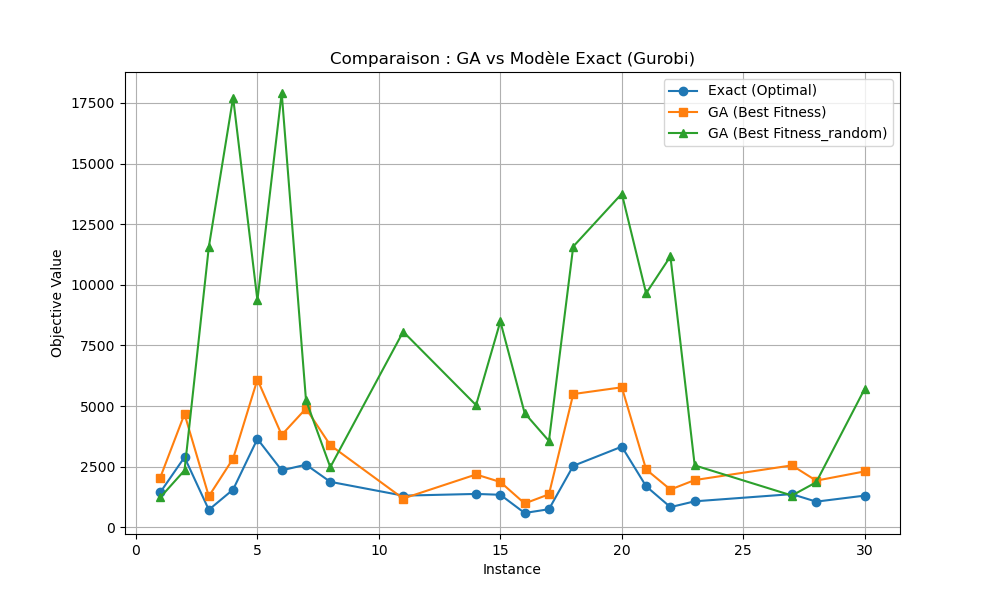 Comparaison : GA vs Modèle Exact (Gurobi)
Exact (Optimal)
GA (Best Fitness)
GA (Best Fitness_random)
Objective Value
17500
15000
12500
10000
7500
5000
2500
0
0 5 10 15 20 25 30
Instance